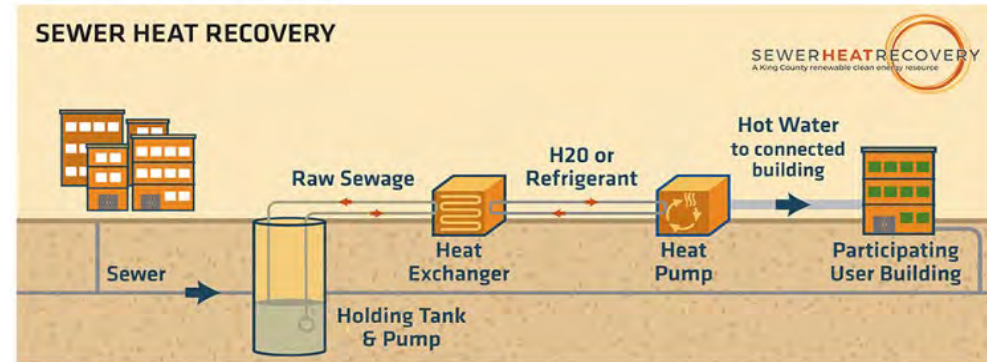 SEWER HEAT RECOVERY
SEWERHEATRECOVERY
A King County renewable clean energy resource
Hot Water
to connected
building
H20 or
Refrigerant
Raw Sewage
Heat
Exchanger
Heat
Pump
Participating
User Building
Sewer
Holding Tank
& Pump